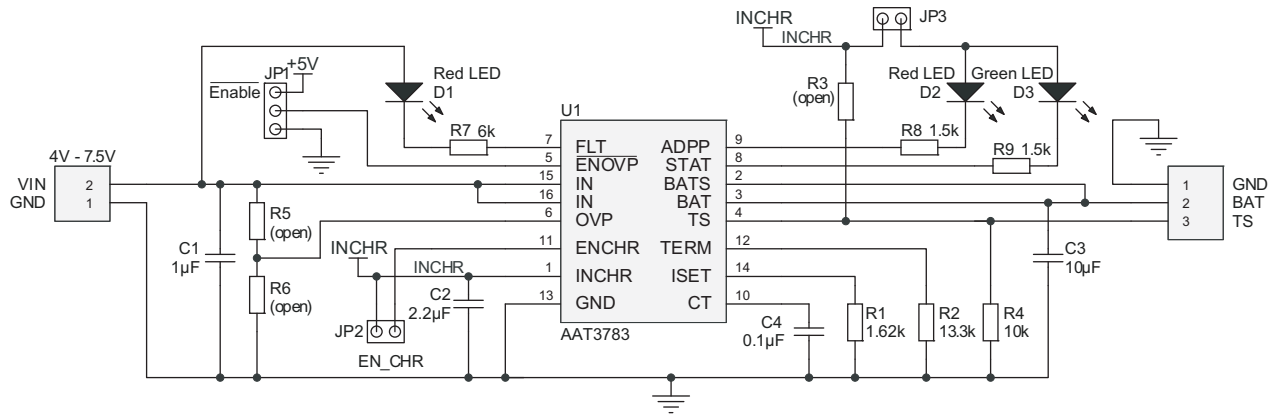 INCHR
INCHR
JP3
+5V
JP1
Enable
Red LED
D1
R3
(open)
Red LED
D2
Green LED
D3
U1
R7 6k
R8 1.5k
R9 1.5k
4V - 7.5V
VIN 2
GND 1
7 FLT
5 ENOVP
15 IN
16 IN
6 OVP
11 ENCHR
1 INCHR
13 GND
ADPP 9
STAT 8
BATS 2
BAT 3
TS 4
TERM 12
ISET 14
CT 10
AAT3783
1 GND
2 BAT
3 TS
R5
(open)
C1
1µF
R6
(open)
INCHR
INCHR
C2
2.2µF
JP2
EN_CHR
C4
0.1µF
R1
1.62k
R2
13.3k
R4
10k
C3
10µF